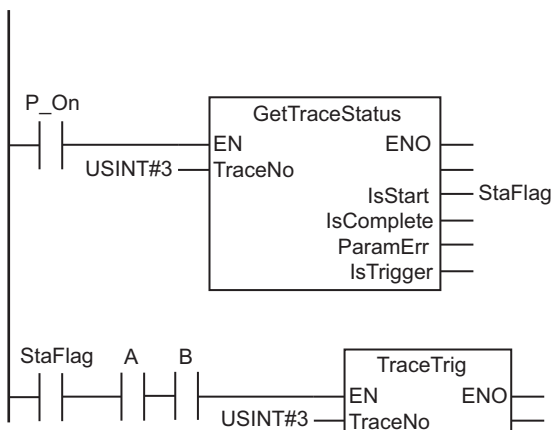 P_On
GetTraceStatus
EN ENO
USINT#3 TraceNo
IsStart StaFlag
IsComplete
ParamErr
IsTrigger
StaFlag A B
TraceTrig
EN ENO
USINT#3 TraceNo